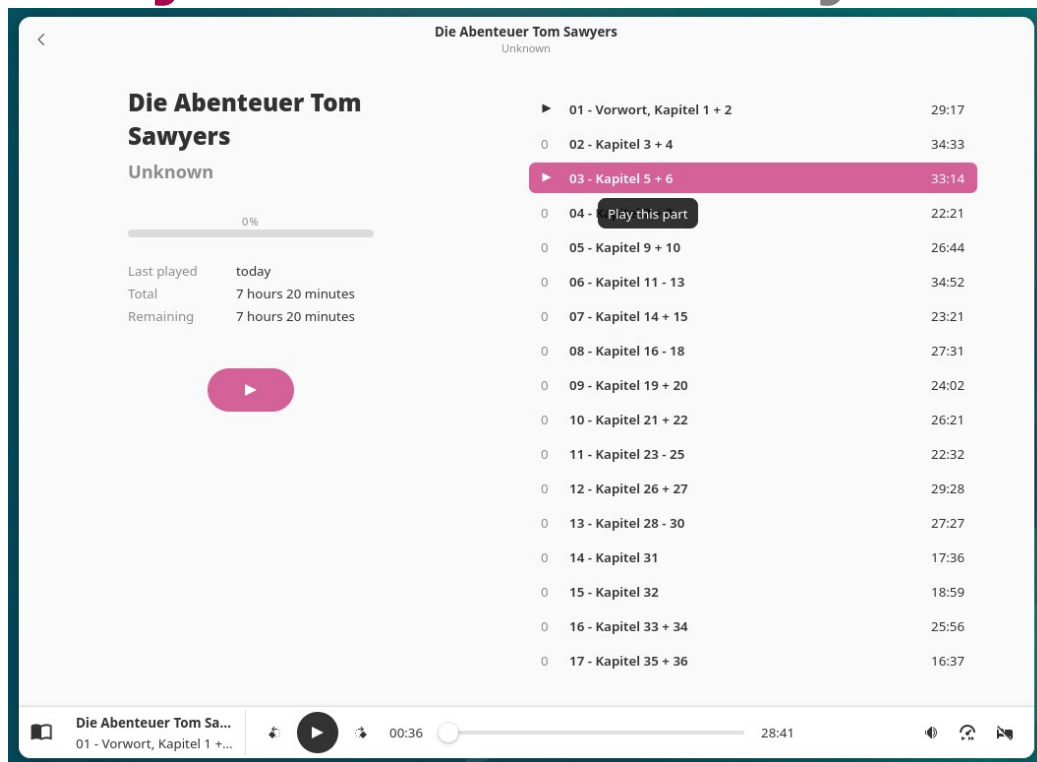 Die Abenteuer Tom Sawyers
Unknown
Die Abenteuer Tom
Sawyers
Unknown
0%
Last played today
Total 7 hours 20 minutes
Remaining 7 hours 20 minutes
01 - Vorwort, Kapitel 1 + 2 29:17
0 02 - Kapitel 3 + 4 34:33
03 - Kapitel 5 + 6 33:14
0 04 - 22:21
Play this part
0 05 - Kapitel 9 + 10 26:44
0 06 - Kapitel 11 - 13 34:52
0 07 - Kapitel 14 + 15 23:21
0 08 - Kapitel 16 - 18 27:31
0 09 - Kapitel 19 + 20 24:02
0 10 - Kapitel 21 + 22 26:21
0 11 - Kapitel 23 - 25 22:32
0 12 - Kapitel 26 + 27 29:28
0 13 - Kapitel 28 - 30 27:27
0 14 - Kapitel 31 17:36
0 15 - Kapitel 32 18:59
0 16 - Kapitel 33 + 34 25:56
0 17 - Kapitel 35 + 36 16:37
Die Abenteuer Tom Sa...
01 - Vorwort, Kapitel 1 +...
00:36 28:41